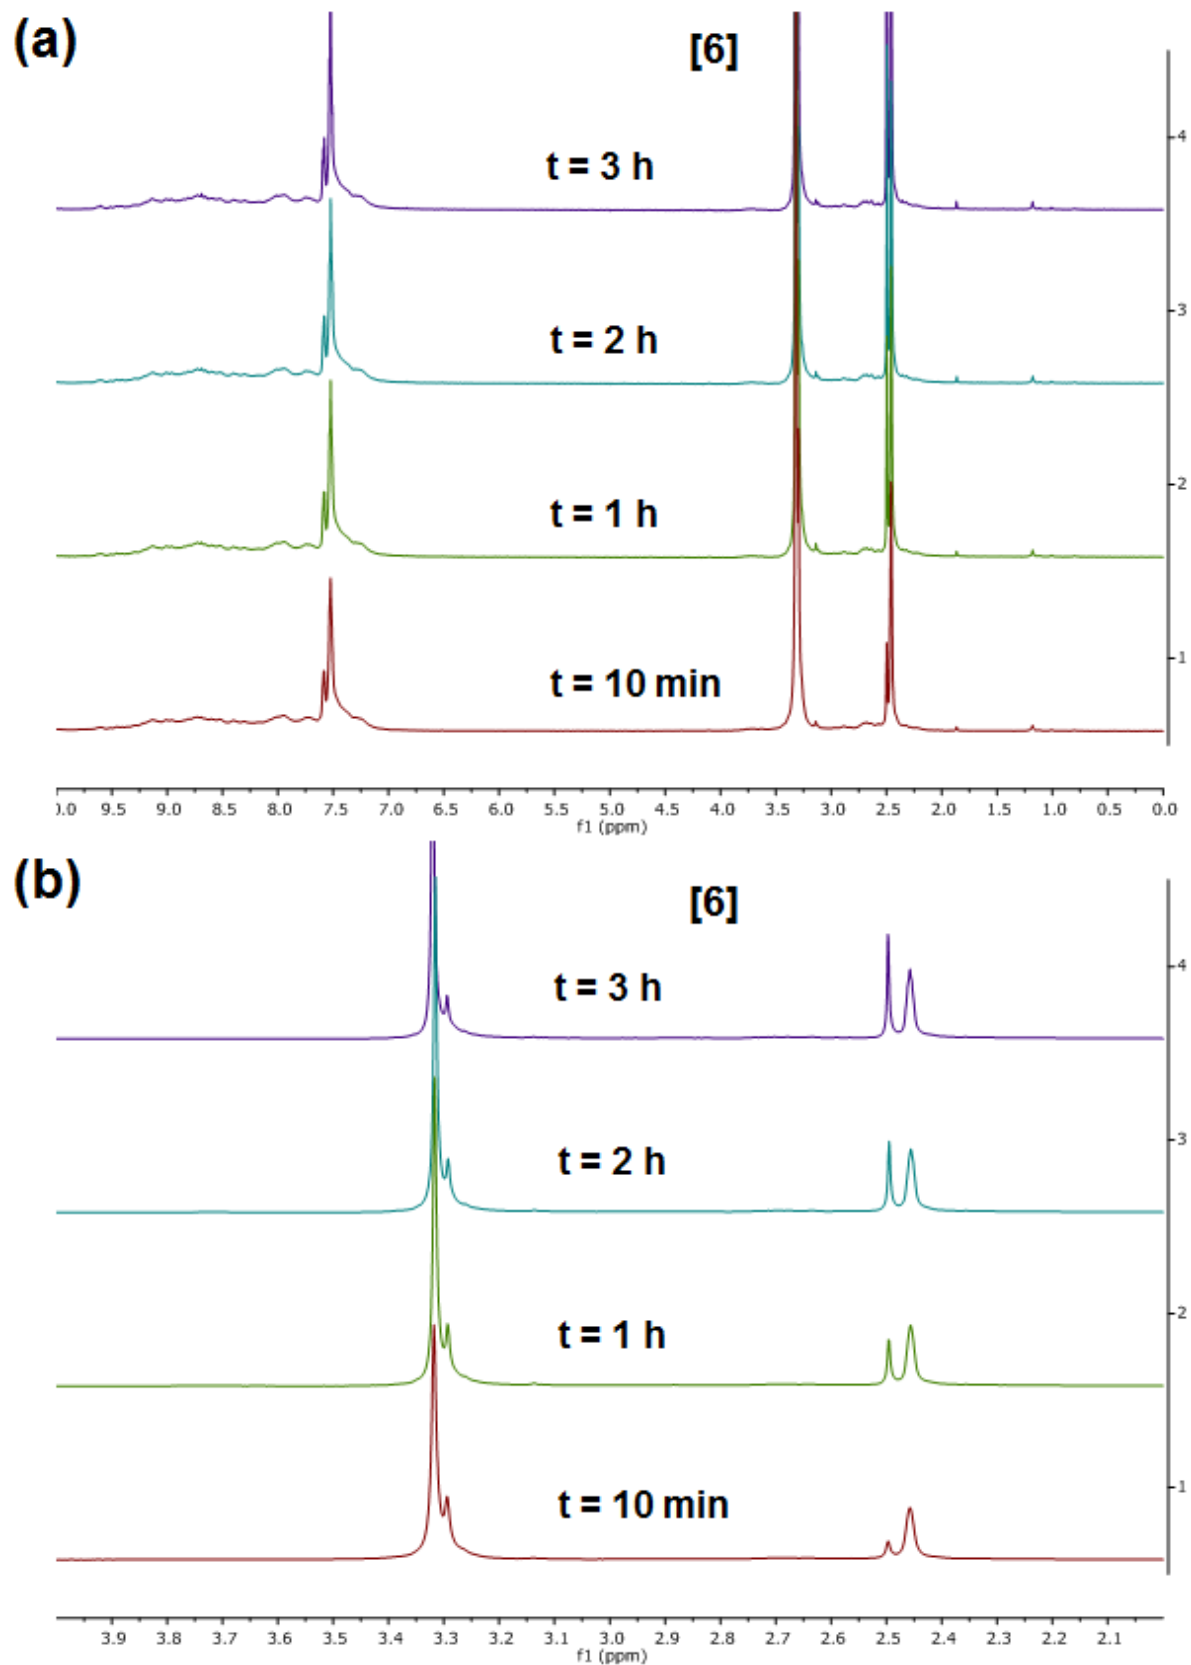 (a)
[6]
t = 3 h
t = 2 h
t = 1 h
t = 10 min
4
3
2
1
0.0 9.5 9.0 8.5 8.0 7.5 7.0 6.5 6.0 5.5 5.0 4.5 4.0 3.5 3.0 2.5 2.0 1.5 1.0 0.5 0.0
f1 (ppm)
(b)
[6]
t = 3 h
t = 2 h
t = 1 h
t = 10 min
4
3
2
1
3.9 3.8 3.7 3.6 3.5 3.4 3.3 3.2 3.1 3.0 2.9 2.8 2.7 2.6 2.5 2.4 2.3 2.2 2.1
f1 (ppm)